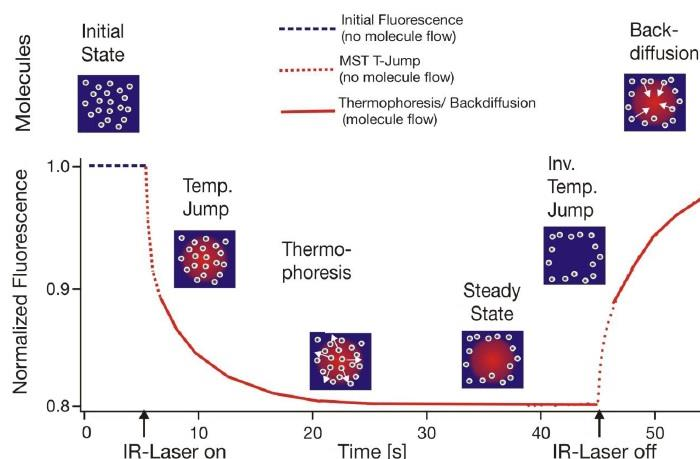 Initial
State
Initial Fluorescence
(no molecule flow)
MST T-Jump
(no molecule flow)
Thermophoresis/ Backdiffusion
(molecule flow)
Back-
diffusion
Molecules
Normalized Fluorescence
1.0
0.9
0.8
Temp.
Jump
Thermo-
phoresis
Steady
State
Inv.
Temp.
Jump
0
10
20
30
40
50
IR-Laser on
Time [s]
IR-Laser off